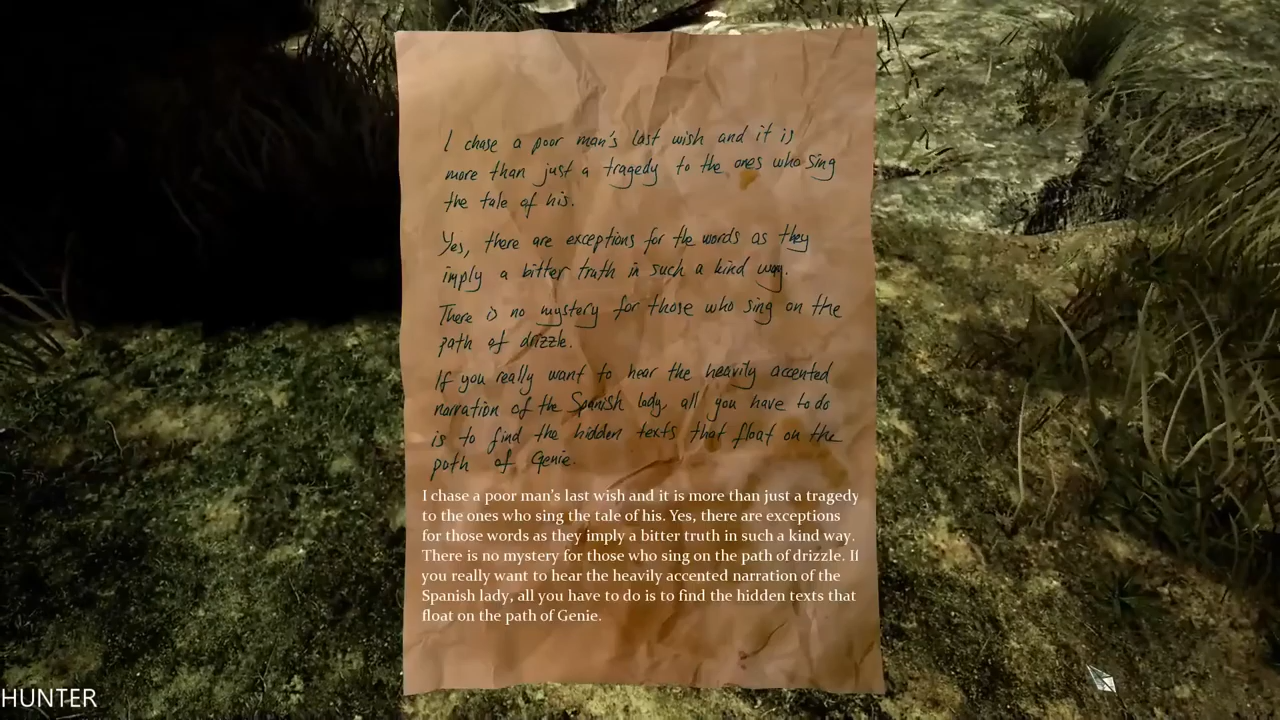 I chase a poor man's last wish and it is
more than just a tragedy to the ones who sing
the tale of his.
Yes, there are exceptions for the words as they
imply a bitter truth in such a kind way.
There is no mystery for those who sing on the
path of drizzle.
If you really want to hear the heavily accented
narration of the Spanish lady, all you have to do
is to find the hidden texts that float on the
path of Genie.
I chase a poor man's last wish and it is more than just a tragedy
to the ones who sing the tale of his. Yes, there are exceptions
for those words as they imply a bitter truth in such a kind way.
There is no mystery for those who sing on the path of drizzle. If
you really want to hear the heavily accented narration of the
Spanish lady, all you have to do is to find the hidden texts that
float on the path of Genie.
HUNTER